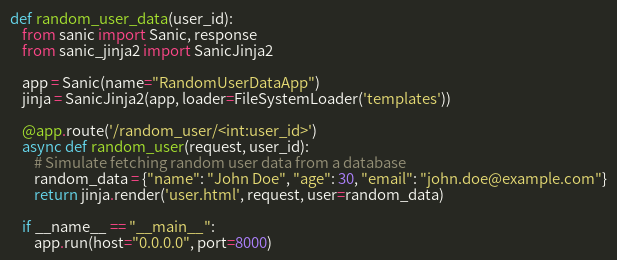 def random_user_data(user_id):
    from sanic import Sanic, response
    from sanic_jinja2 import SanicJinja2

    app = Sanic(name="RandomUserDataApp")
    jinja = SanicJinja2(app, loader=FileSystemLoader('templates'))

    @app.route('/random_user/<int:user_id>')
    async def random_user(request, user_id):
        # Simulate fetching random user data from a database
        random_data = {"name": "John Doe", "age": 30, "email": "john.doe@example.com"}
        return jinja.render('user.html', request, user=random_data)

    if __name__ == "__main__":
        app.run(host="0.0.0.0", port=8000)